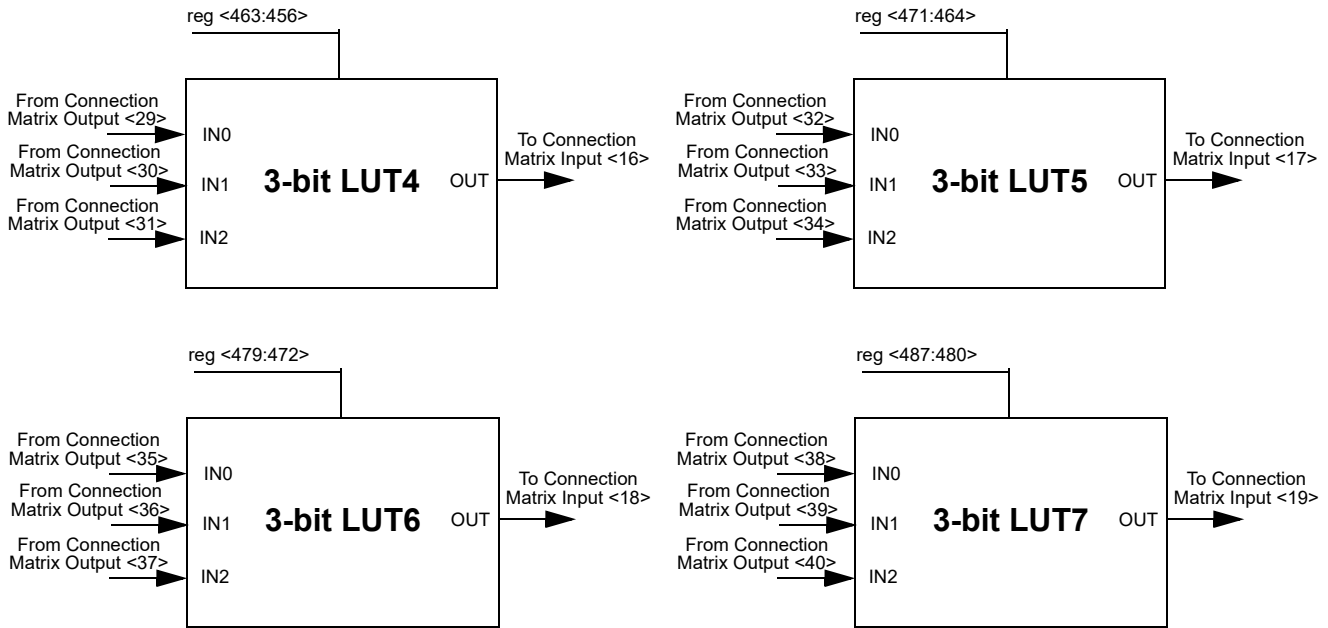 reg <463:456>
From Connection
Matrix Output <29>
IN0
From Connection
Matrix Output <30>
IN1
From Connection
Matrix Output <31>
IN2
3-bit LUT4
OUT
To Connection
Matrix Input <16>
reg <471:464>
From Connection
Matrix Output <32>
IN0
From Connection
Matrix Output <33>
IN1
From Connection
Matrix Output <34>
IN2
3-bit LUT5
OUT
To Connection
Matrix Input <17>
reg <479:472>
From Connection
Matrix Output <35>
IN0
From Connection
Matrix Output <36>
IN1
From Connection
Matrix Output <37>
IN2
3-bit LUT6
OUT
To Connection
Matrix Input <18>
reg <487:480>
From Connection
Matrix Output <38>
IN0
From Connection
Matrix Output <39>
IN1
From Connection
Matrix Output <40>
IN2
3-bit LUT7
OUT
To Connection
Matrix Input <19>